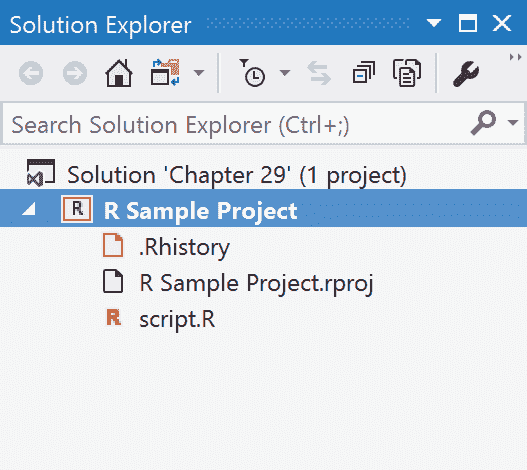 Solution Explorer
Search Solution Explorer (Ctrl+;)
Solution 'Chapter 29' (1 project)
R R Sample Project
.Rhistory
R Sample Project.rproj
R script.R